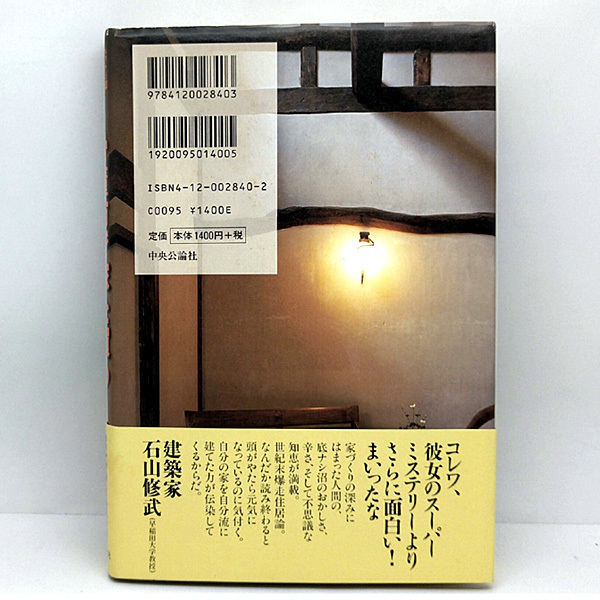 9784120028403
1920095014005
ISBN4-12-002840-2
C0095 ¥1400E
定価 本体1400円+税
中央公論社
コレワ、
彼女のスーパー
ミステリーより
さらに面白い!
まいったな
家づくりの深みに
はまった人間の、
底ナシ沼のおかしさ、
辛さ、そして不思議な
知恵が満載。
世紀末爆走住居論。
なんだか読み終わると
頭がやたら元気に
なっているのに気付く。
自分の家を自分流に
建てた力が伝染して
くるからだ。
建築家
石山修武(早稲田大学教授)